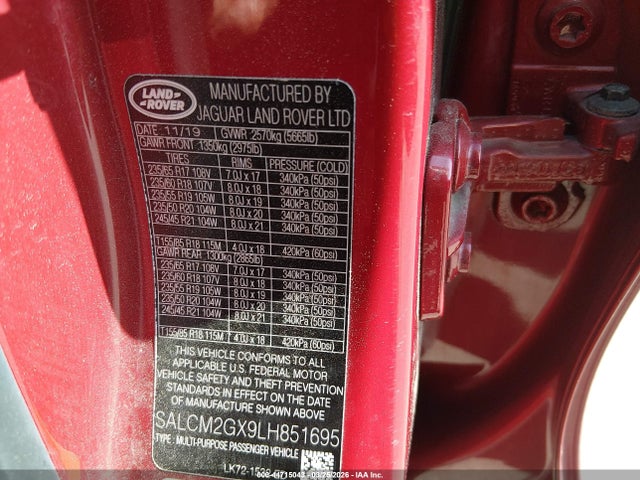 LAND
ROVER
MANUFACTURED BY
JAGUAR LAND ROVER LTD
DATE : 11/19 GVWR : 2570kg (5665lb)
GAWR FRONT: 1350kg (2975lb)
TIRES RIMS PRESSURE (COLD)
235/65 R17 108V 7.0J x 17 340kPa (50psi)
235/60 R18 107V 8.0J x 18 340kPa (50psi)
235/55 R19 105W 8.0J x 19 340kPa (50psi)
235/50 R20 104W 8.0J x 20 340kPa (50psi)
245/45 R21 104W 8.0J x 21 340kPa (50psi)
T155/85 R18 115M 4.0J x 18 420kPa (60psi)
GAWR REAR: 1300kg (2865lb)
235/65 R17 108V 7.0J x 17 340kPa (50psi)
235/60 R18 107V 8.0J x 18 340kPa (50psi)
235/55 R19 105W 8.0J x 19 340kPa (50psi)
235/50 R20 104W 8.0J x 20 340kPa (50psi)
245/45 R21 104W 8.0J x 21 340kPa (50psi)
T155/85 R18 115M 4.0J x 18 420kPa (60psi)
THIS VEHICLE CONFORMS TO ALL
APPLICABLE U.S. FEDERAL MOTOR
VEHICLE SAFETY AND THEFT PREVENTION
STANDARDS IN EFFECT ON THE DATE
OF MANUFACTURE SHOWN ABOVE
SALCM2GX9LH851695
TYPE : MULTI-PURPOSE PASSENGER VEHICLE